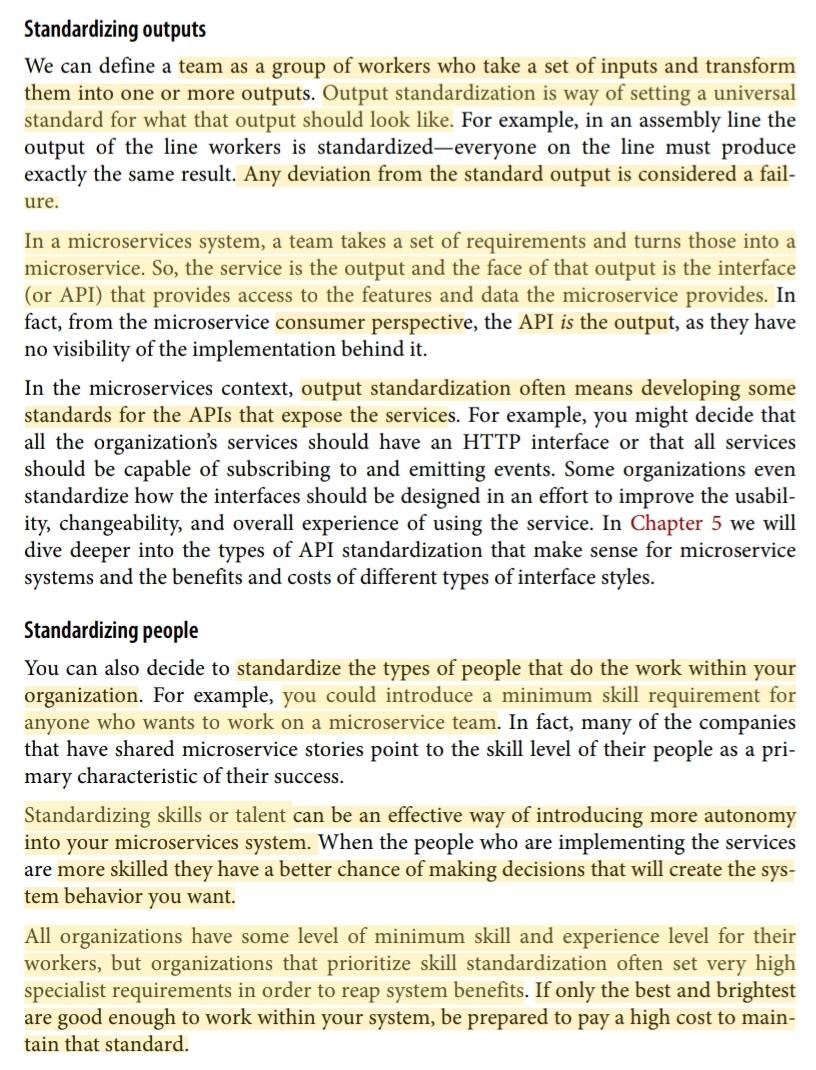 Standardizing outputs
We can define a team as a group of workers who take a set of inputs and transform
them into one or more outputs. Output standardization is way of setting a universal
standard for what that output should look like. For example, in an assembly line the
output of the line workers is standardized—everyone on the line must produce
exactly the same result. Any deviation from the standard output is considered a fail-
ure.
In a microservices system, a team takes a set of requirements and turns those into a
microservice. So, the service is the output and the face of that output is the interface
(or API) that provides access to the features and data the microservice provides. In
fact, from the microservice consumer perspective, the API is the output, as they have
no visibility of the implementation behind it.
In the microservices context, output standardization often means developing some
standards for the APIs that expose the services. For example, you might decide that
all the organization's services should have an HTTP interface or that all services
should be capable of subscribing to and emitting events. Some organizations even
standardize how the interfaces should be designed in an effort to improve the usabil-
ity, changeability, and overall experience of using the service. In Chapter 5 we will
dive deeper into the types of API standardization that make sense for microservice
systems and the benefits and costs of different types of interface styles.
Standardizing people
You can also decide to standardize the types of people that do the work within your
organization. For example, you could introduce a minimum skill requirement for
anyone who wants to work on a microservice team. In fact, many of the companies
that have shared microservice stories point to the skill level of their people as a pri-
mary characteristic of their success.
Standardizing skills or talent can be an effective way of introducing more autonomy
into your microservices system. When the people who are implementing the services
are more skilled they have a better chance of making decisions that will create the sys-
tem behavior you want.
All organizations have some level of minimum skill and experience level for their
workers, but organizations that prioritize skill standardization often set very high
specialist requirements in order to reap system benefits. If only the best and brightest
are good enough to work within your system, be prepared to pay a high cost to main-
tain that standard.